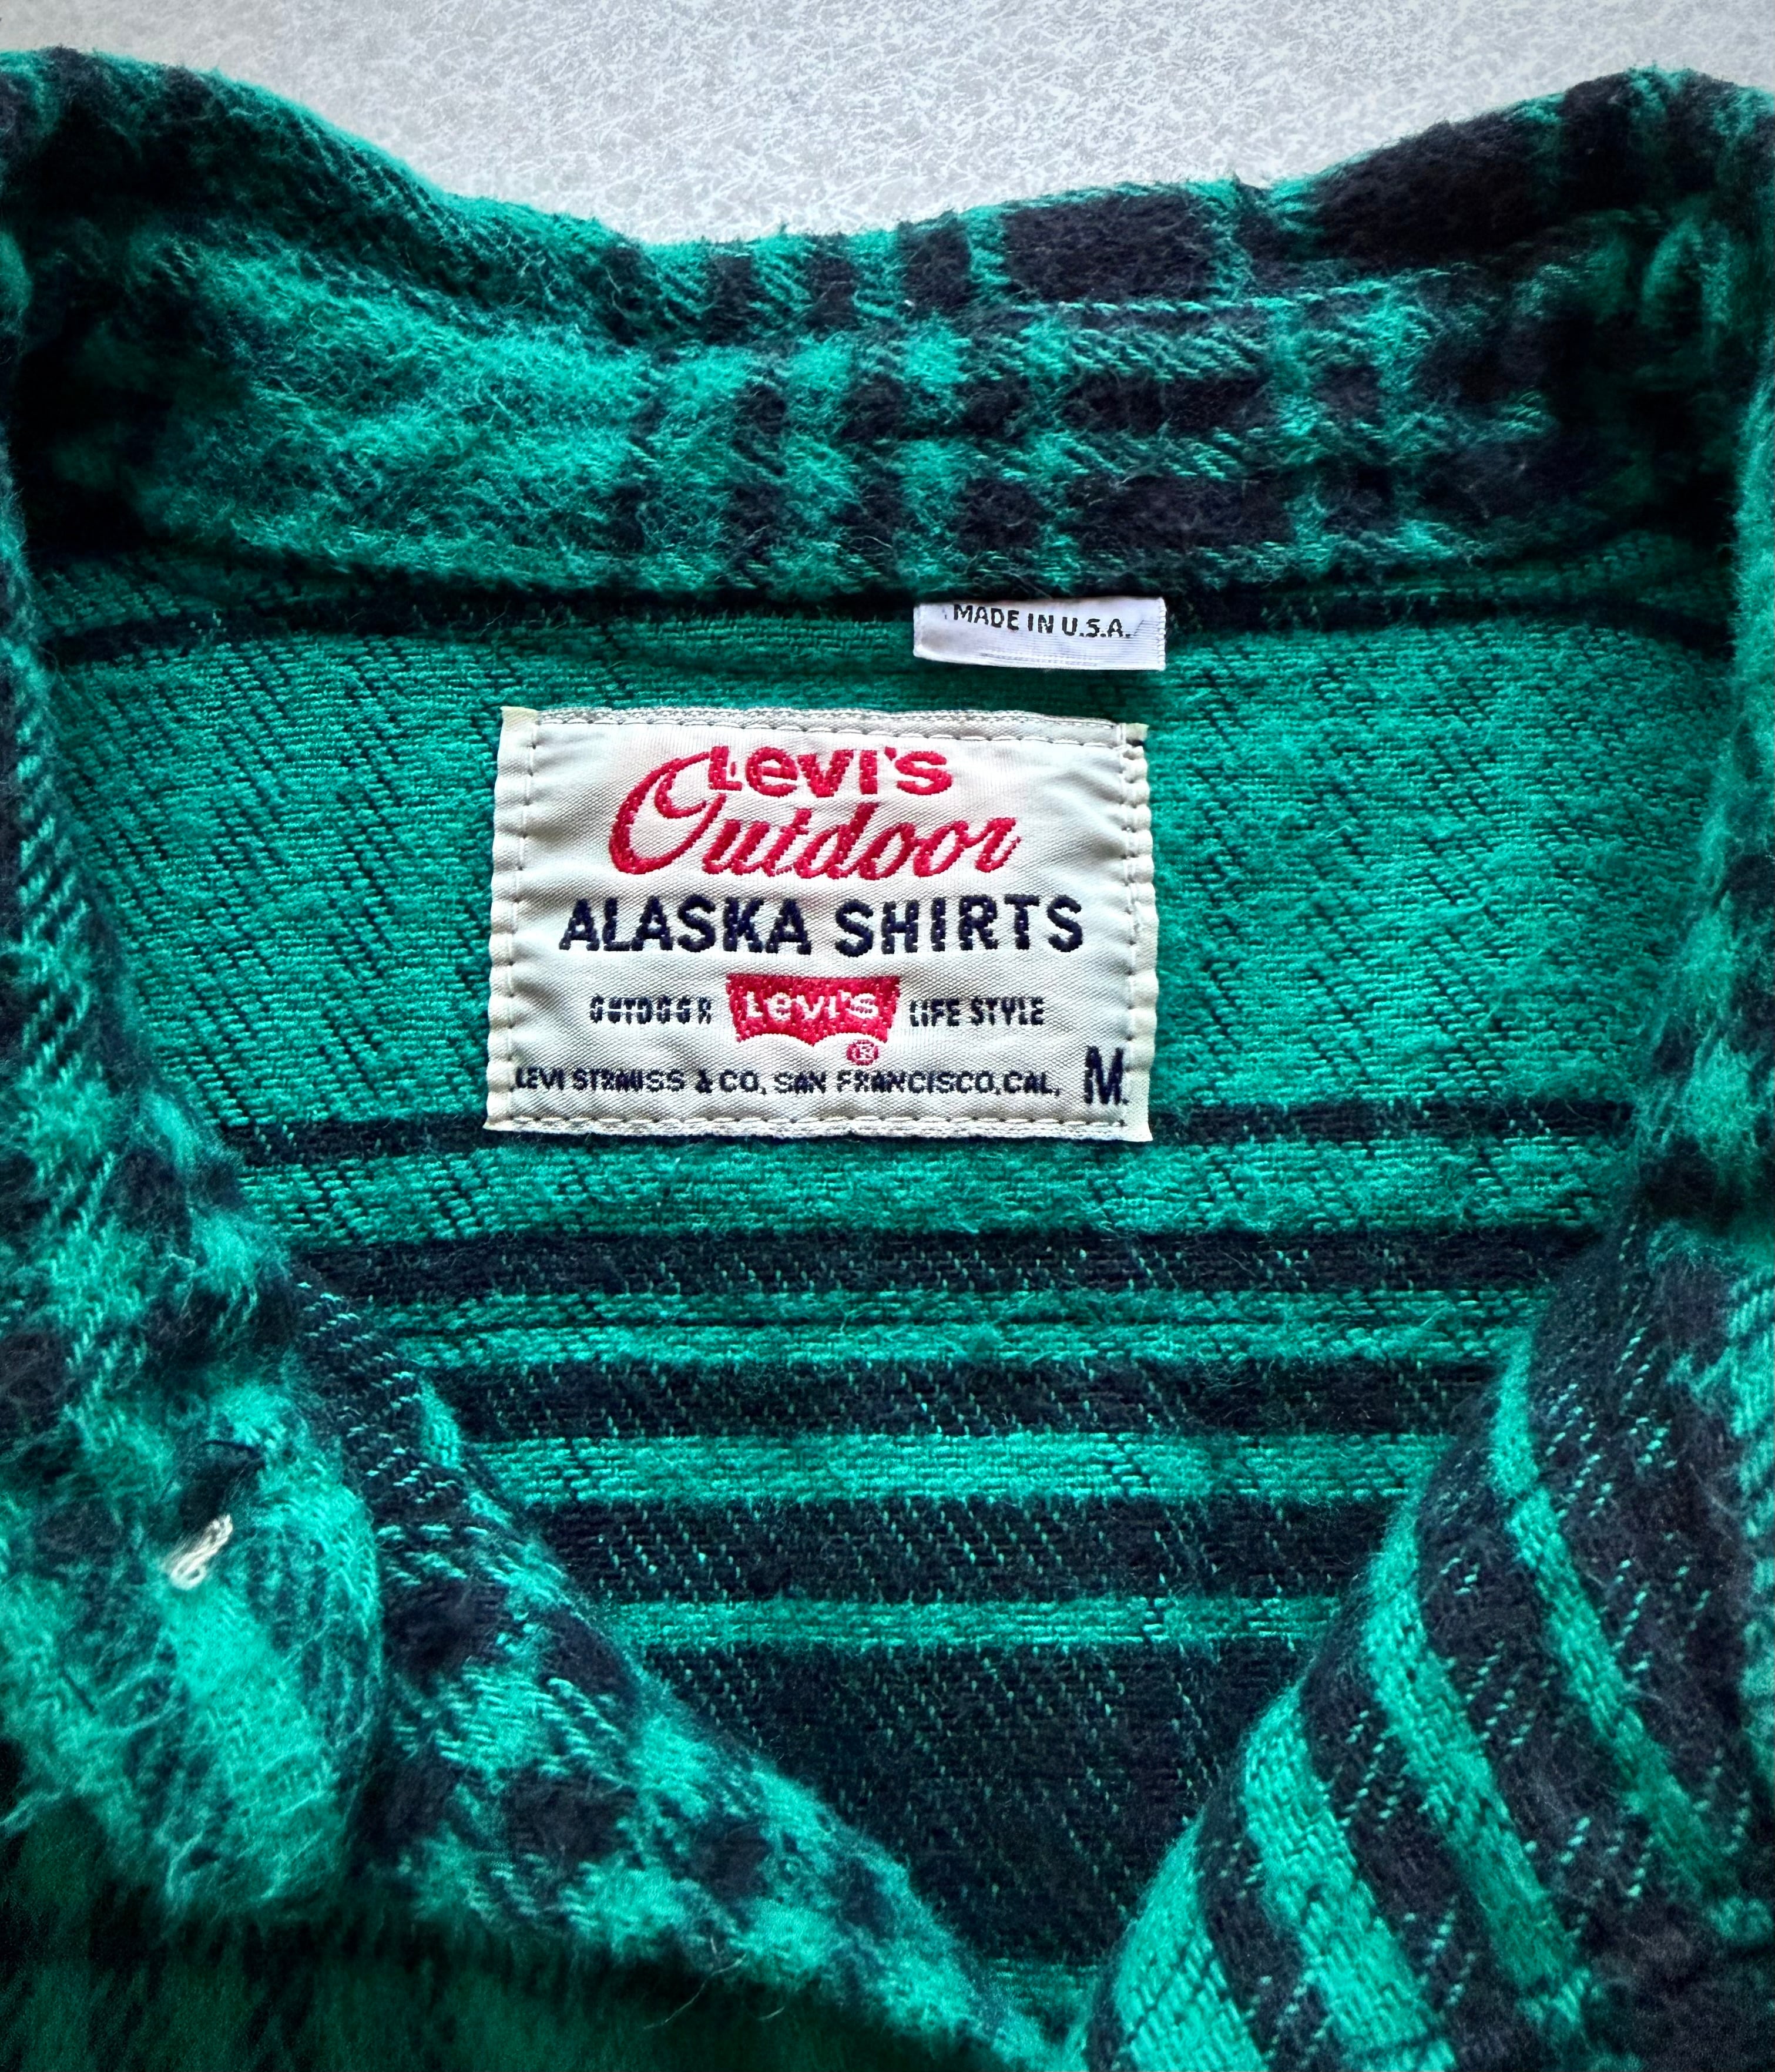 MADE IN U.S.A.
LEVI'S
Outdoor
ALASKA SHIRTS
OUTDOOR LEVI'S LIFE STYLE
®
LEVI STRAUSS & CO, SAN FRANCISCO, CAL, M.